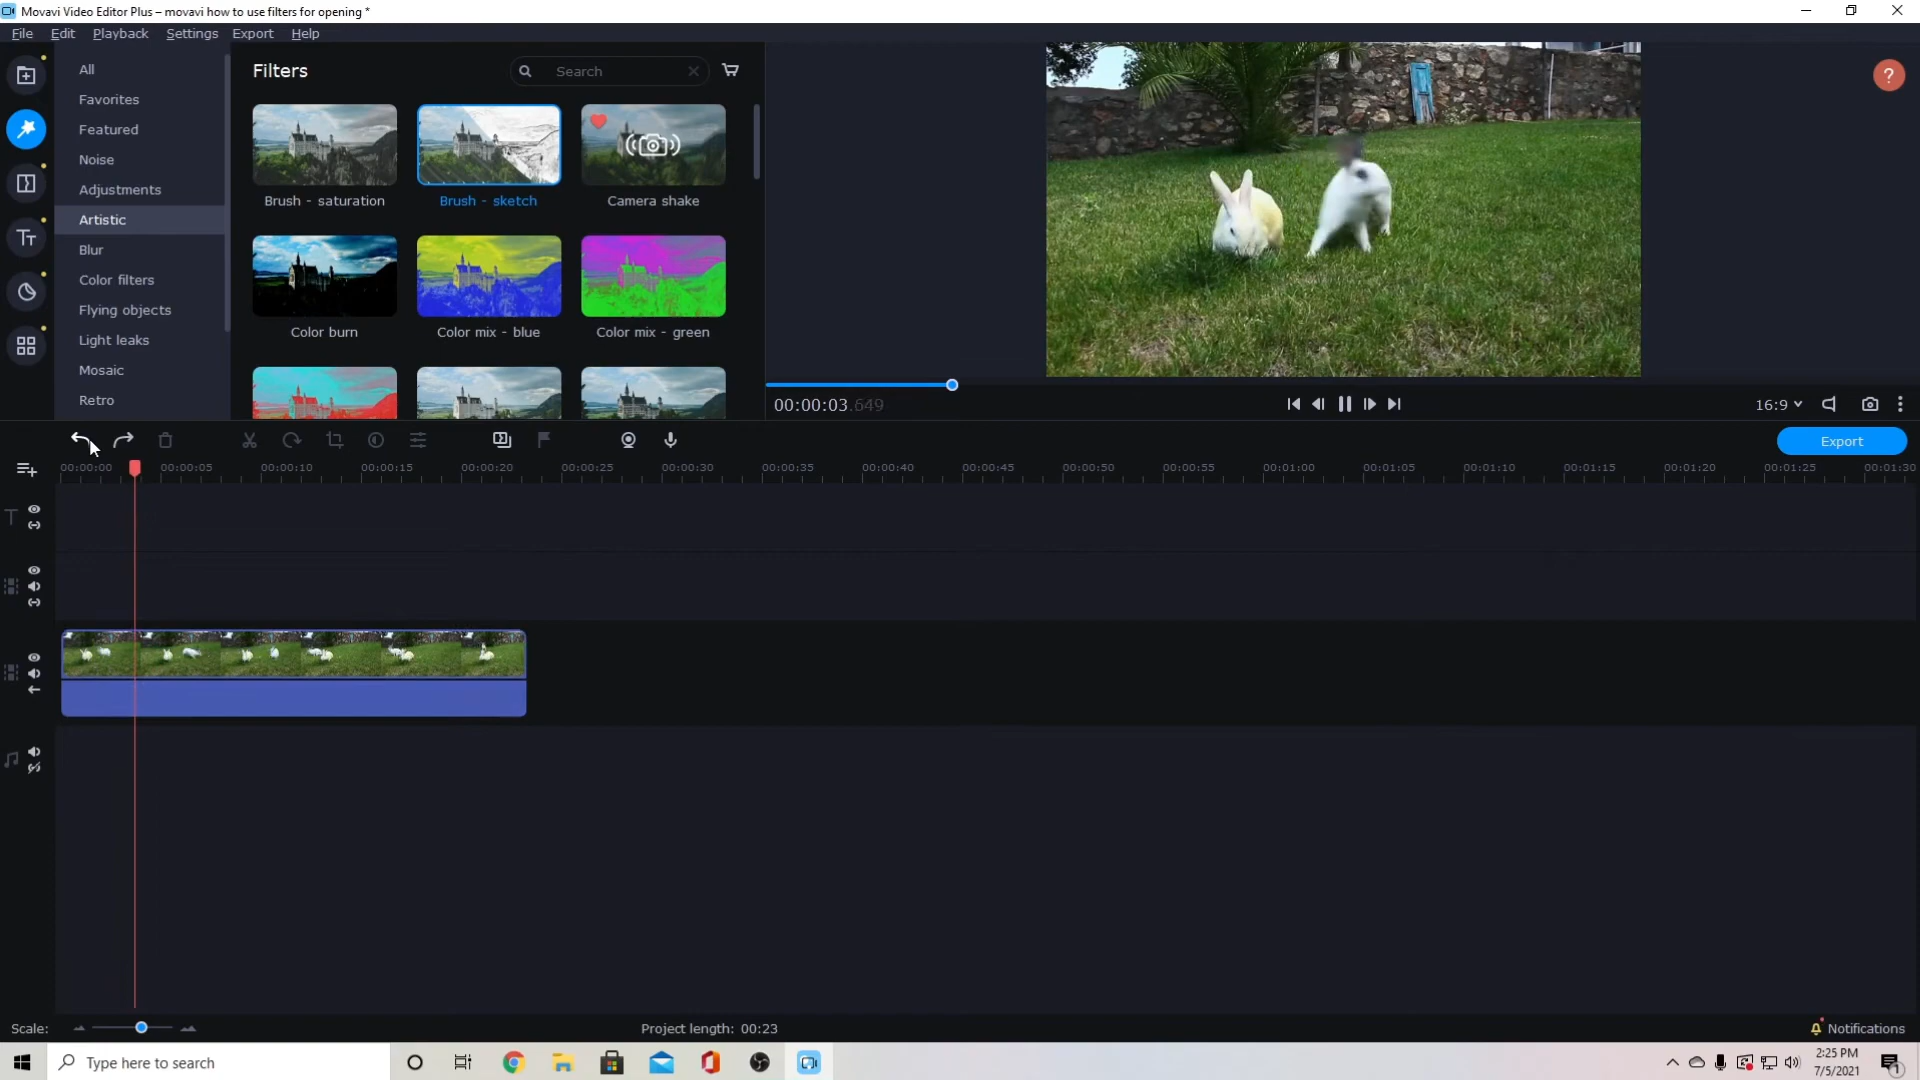 Movavi Video Editor Plus – movavi how to use filters for opening *
File Edit Playback Settings Export Help
All
Favorites
Featured
Noise
Adjustments
Artistic
Blur
Color filters
Flying objects
Light leaks
Mosaic
Retro
Filters
Search
Brush - saturation
Brush - sketch
Camera shake
Color burn
Color mix - blue
Color mix - green
?
00:00:03.649
16:9
Export
00:00:00 00:00:05 00:00:10 00:00:15 00:00:20 00:00:25 00:00:30 00:00:35 00:00:40 00:00:45 00:00:50 00:00:55 00:01:00 00:01:05 00:01:10 00:01:15 00:01:20 00:01:25 00:01:30
Scale:
Project length: 00:23
Notifications
Type here to search
2:25 PM
7/5/2021
1